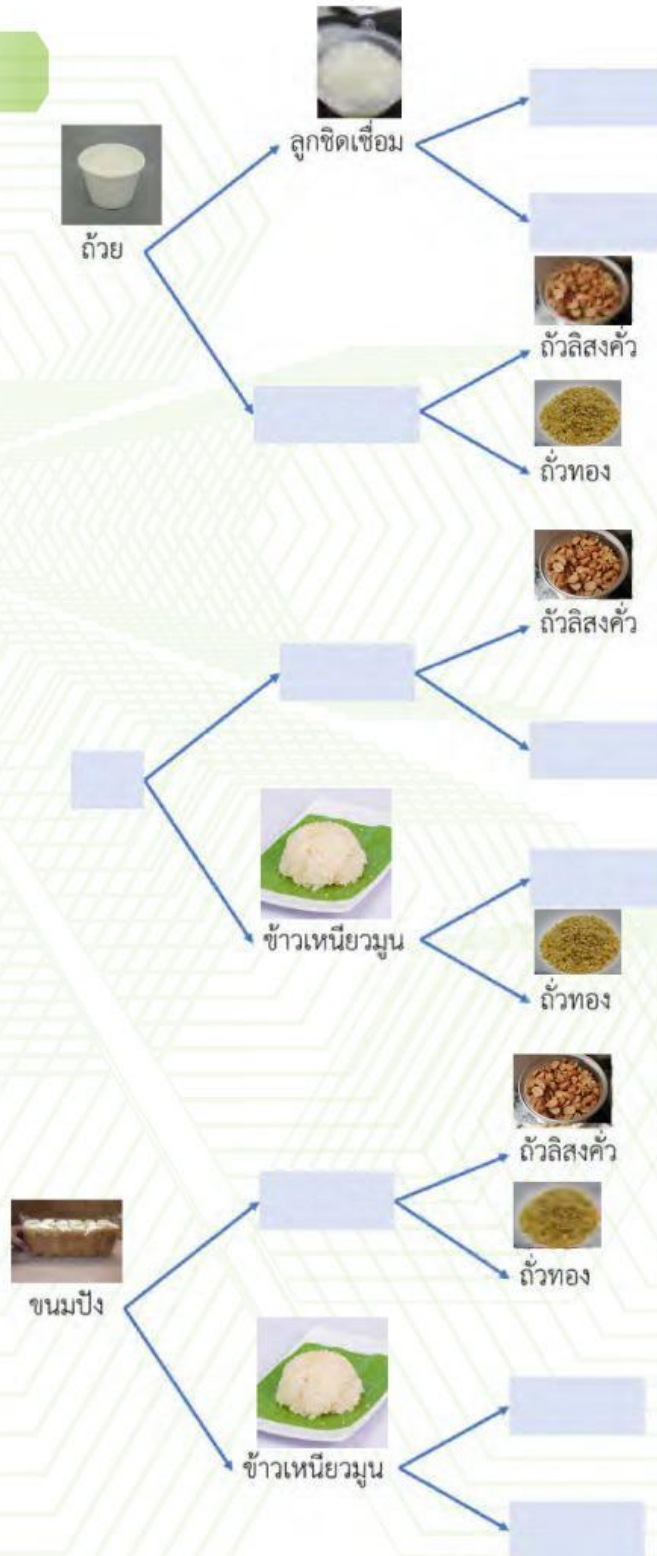 ลูกชิดเชื่อม
ถ้วย
ถัวลิสงคั่ว
ถั่วทอง
ถัวลิสงคั่ว
ข้าวเหนียวมูน
ถั่วทอง
ถั่วลิสงคั่ว
ถั่วทอง
ขนมปัง
ข้าวเหนียวมูน